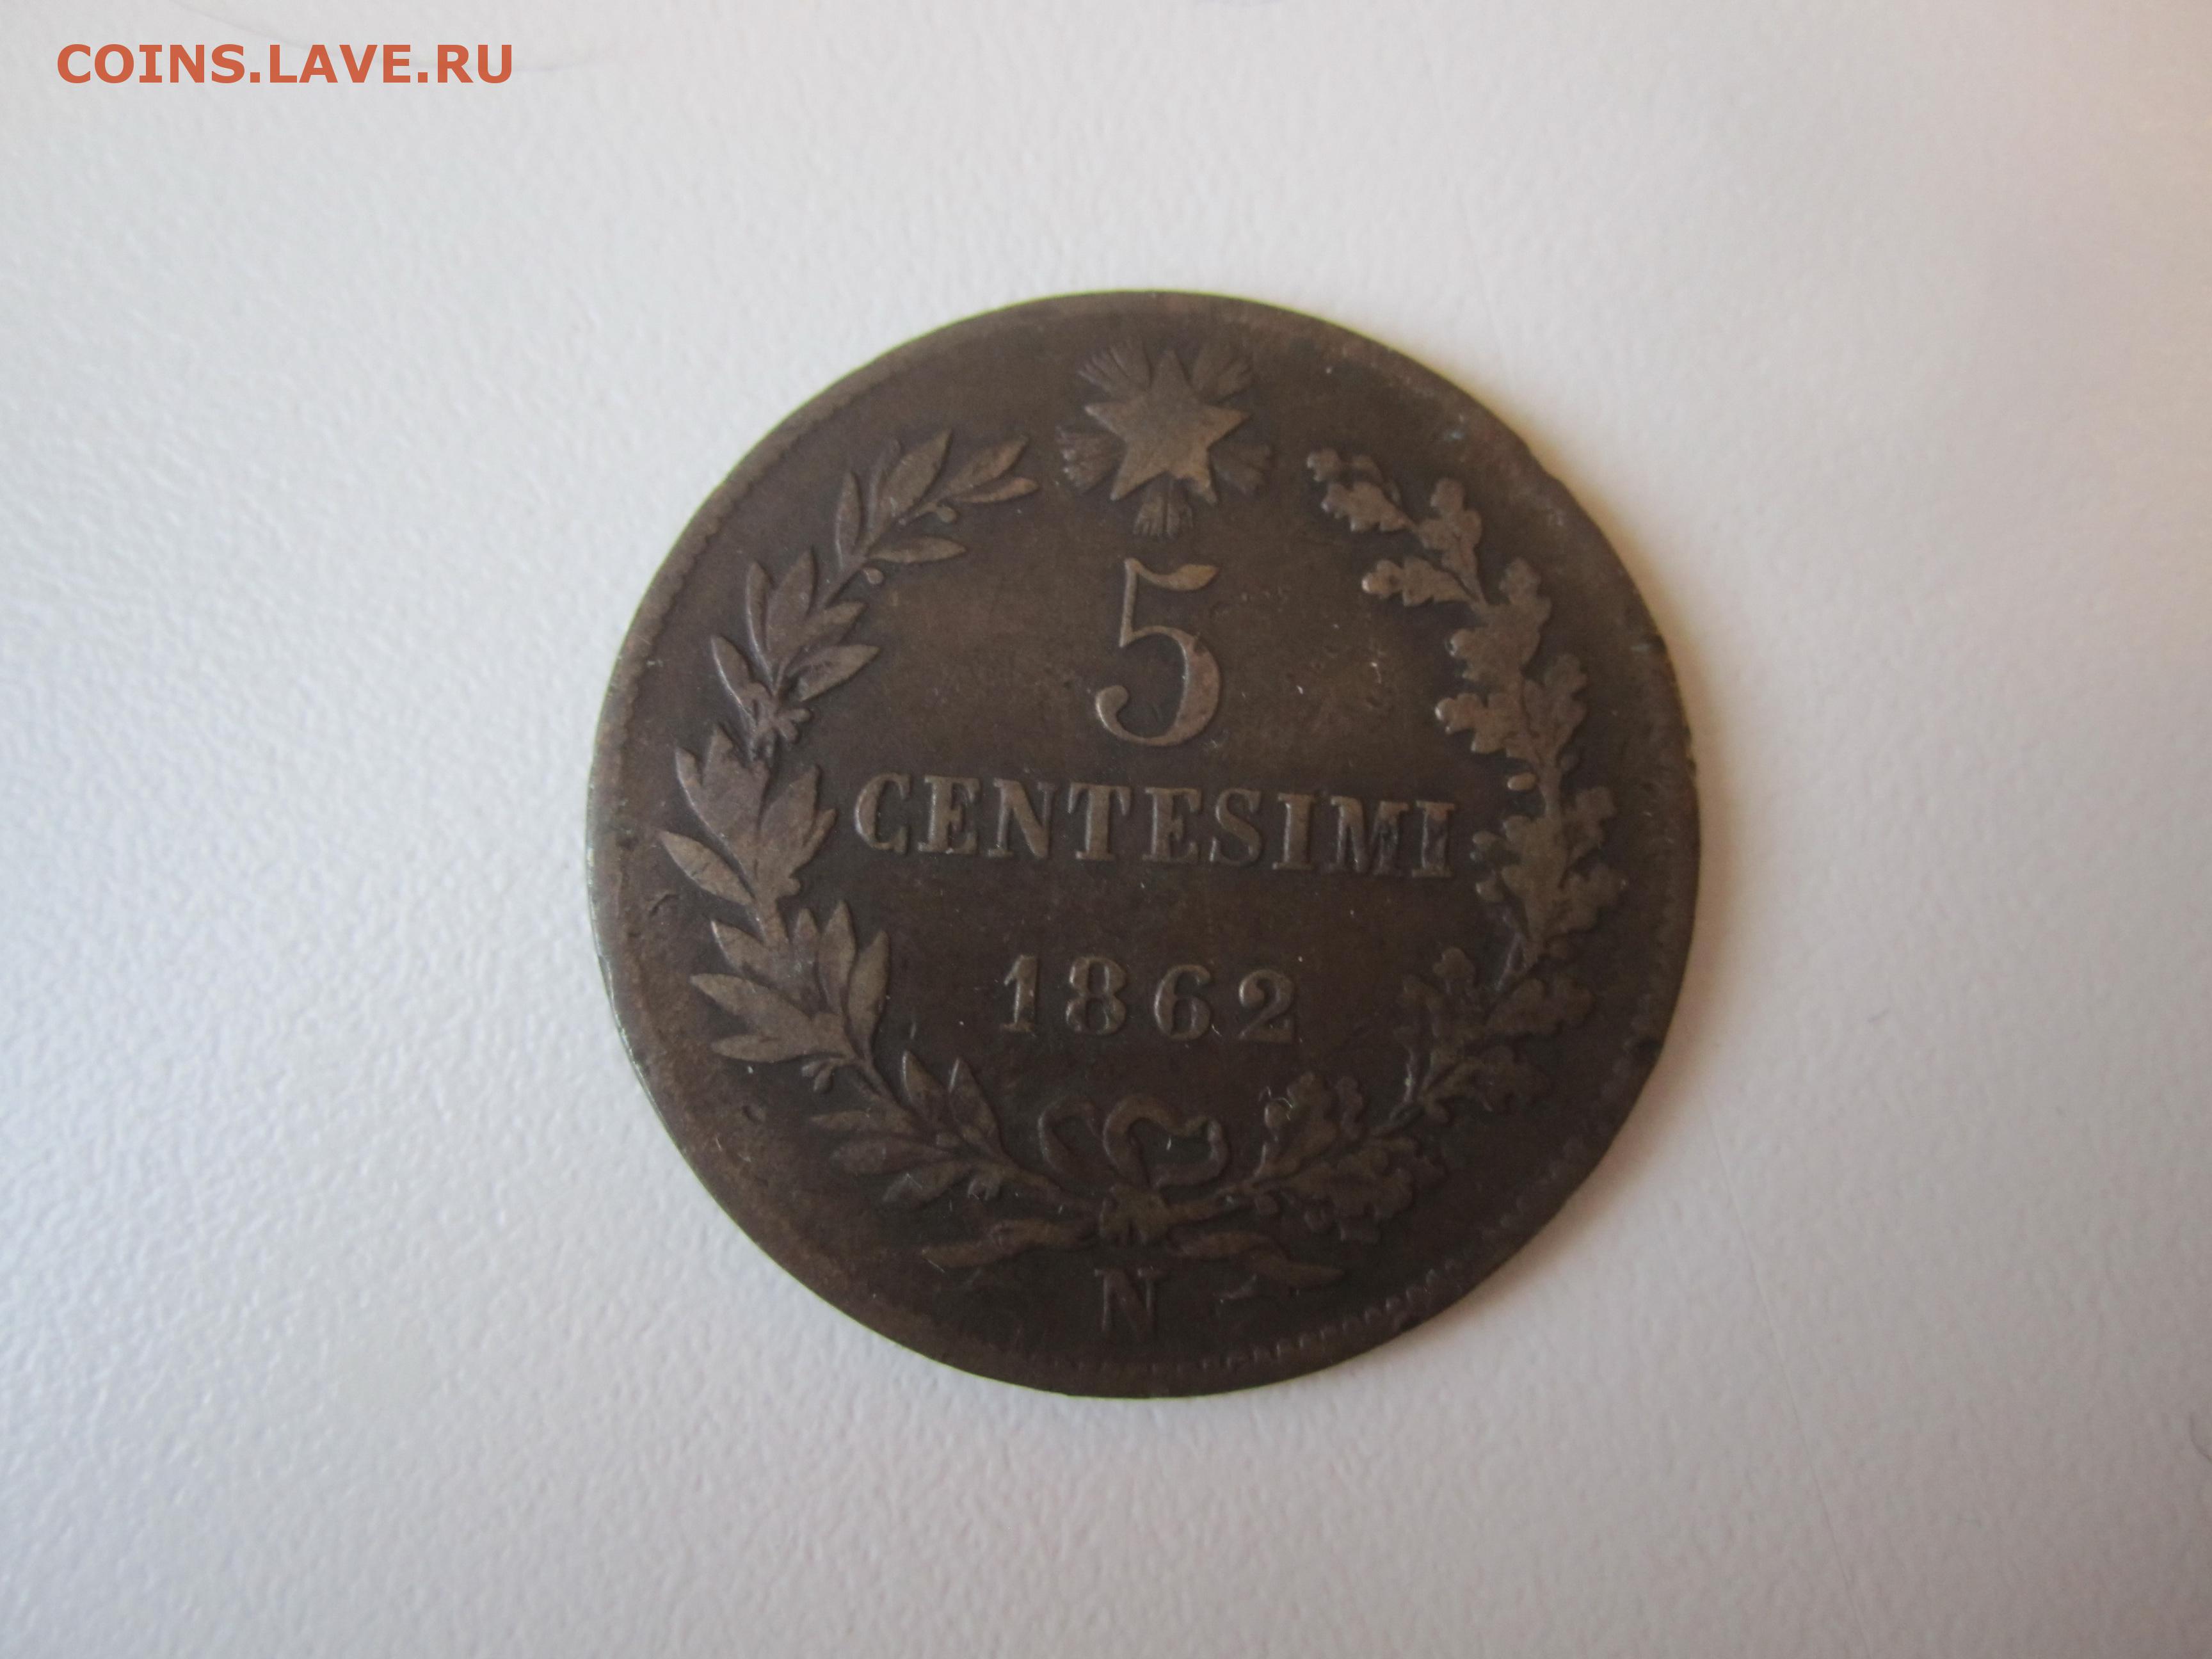 COINS.LAVE.RU
5
CENTESIMI
1862
N